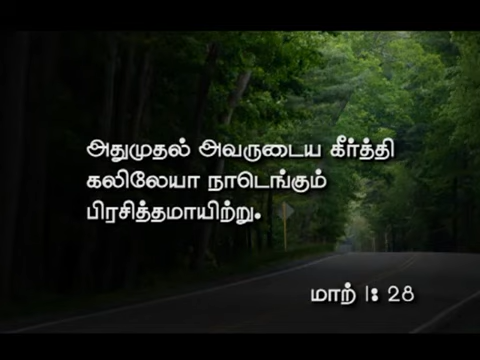 அதுமுதல் அவருடைய கீர்த்தி
கலிலேயா நாடெங்கும்
பிரசித்தமாயிற்று.
மாற் 1: 28